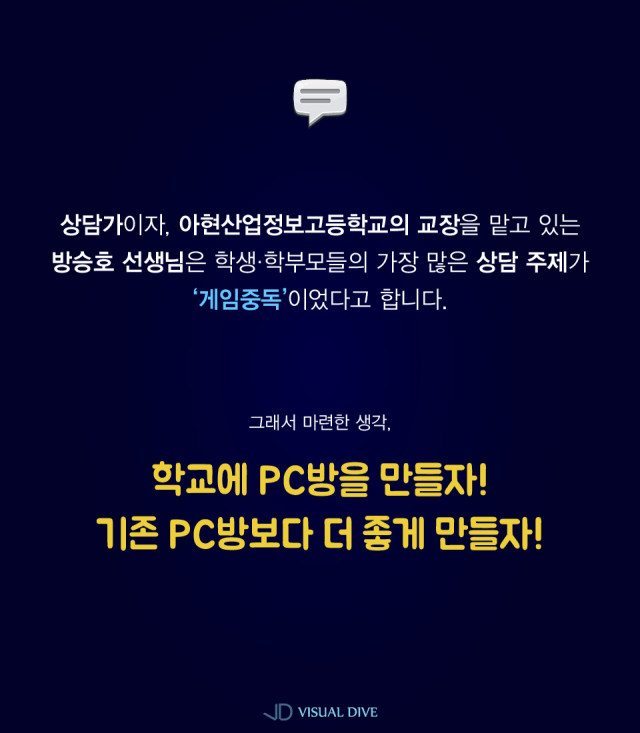 상담가이자, 아현산업정보고등학교의 교장을 맡고 있는
방승호 선생님은 학생·학부모들의 가장 많은 상담 주제가
‘게임중독’이었다고 합니다.
그래서 마련한 생각,
학교에 PC방을 만들자!
기존 PC방보다 더 좋게 만들자!
VISUAL DIVE